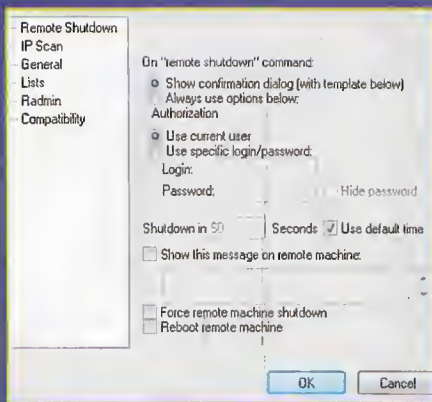 Remote Shutdown
IP Scan
General
Lists
Radmin
Compatibility
On "remote shutdown" command:
Show confirmation dialog (with template below)
Always use options below:
Authorization
Use current user
Use specific login/password:
Login:
Password:
Hide password
Shutdown in
Seconds
Use default time
Show this message on remote machine:
Force remote machine shutdown
Reboot remote machine
OK
Cancel